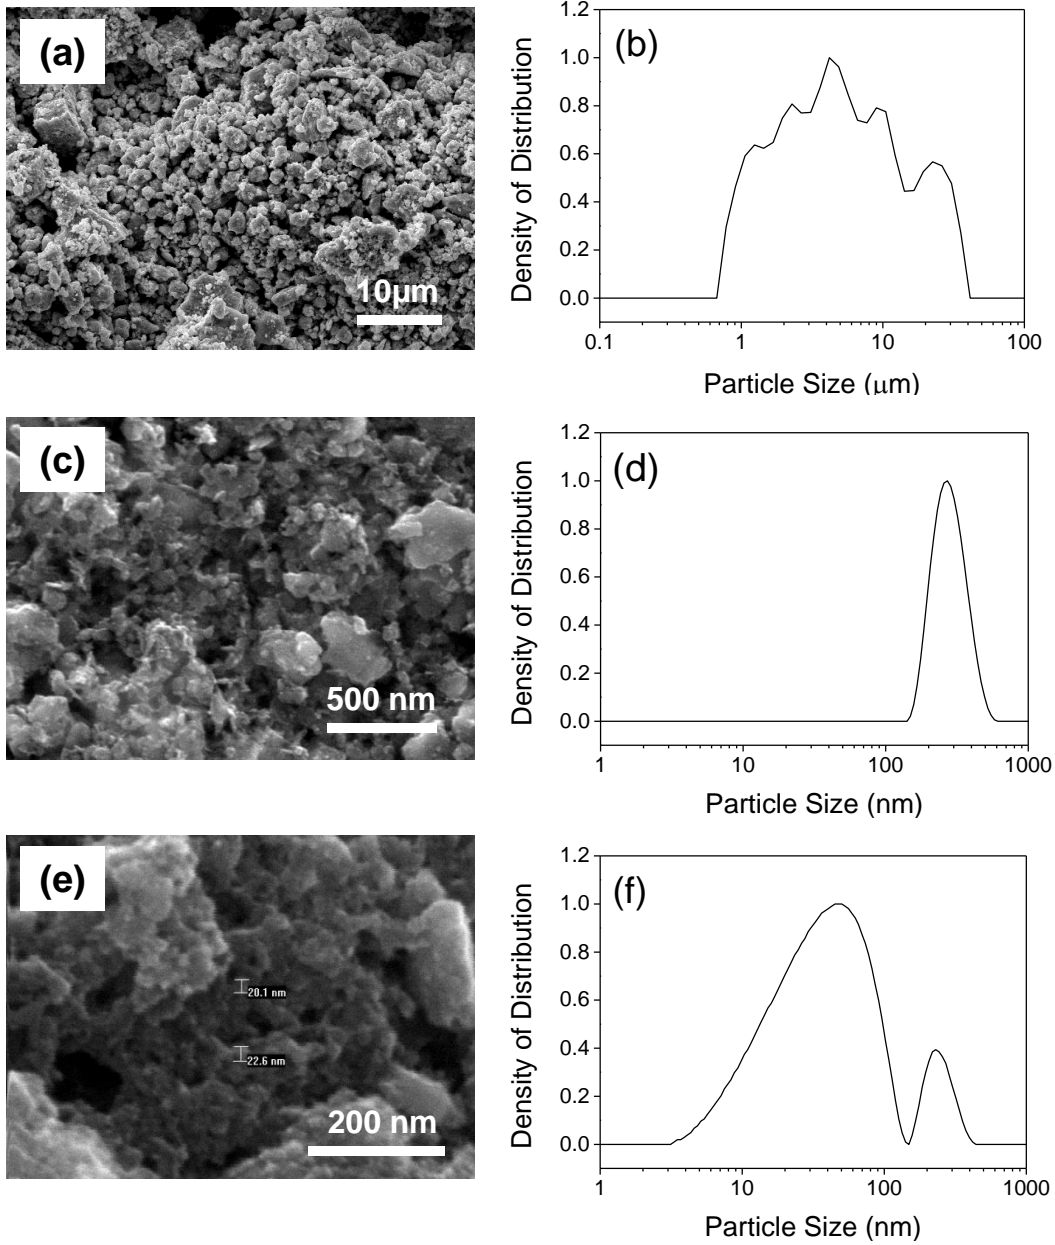 (a)
10μm
(b)
1.2
1.0
0.8
0.6
0.4
0.2
0.0
0.1
1
10
100
Density of Distribution
Particle Size (μm)
(c)
500 nm
(d)
1.2
1.0
0.8
0.6
0.4
0.2
0.0
1
10
100
1000
Density of Distribution
Particle Size (nm)
(e)
20.1 nm
22.6 nm
200 nm
(f)
1.2
1.0
0.8
0.6
0.4
0.2
0.0
1
10
100
1000
Density of Distribution
Particle Size (nm)